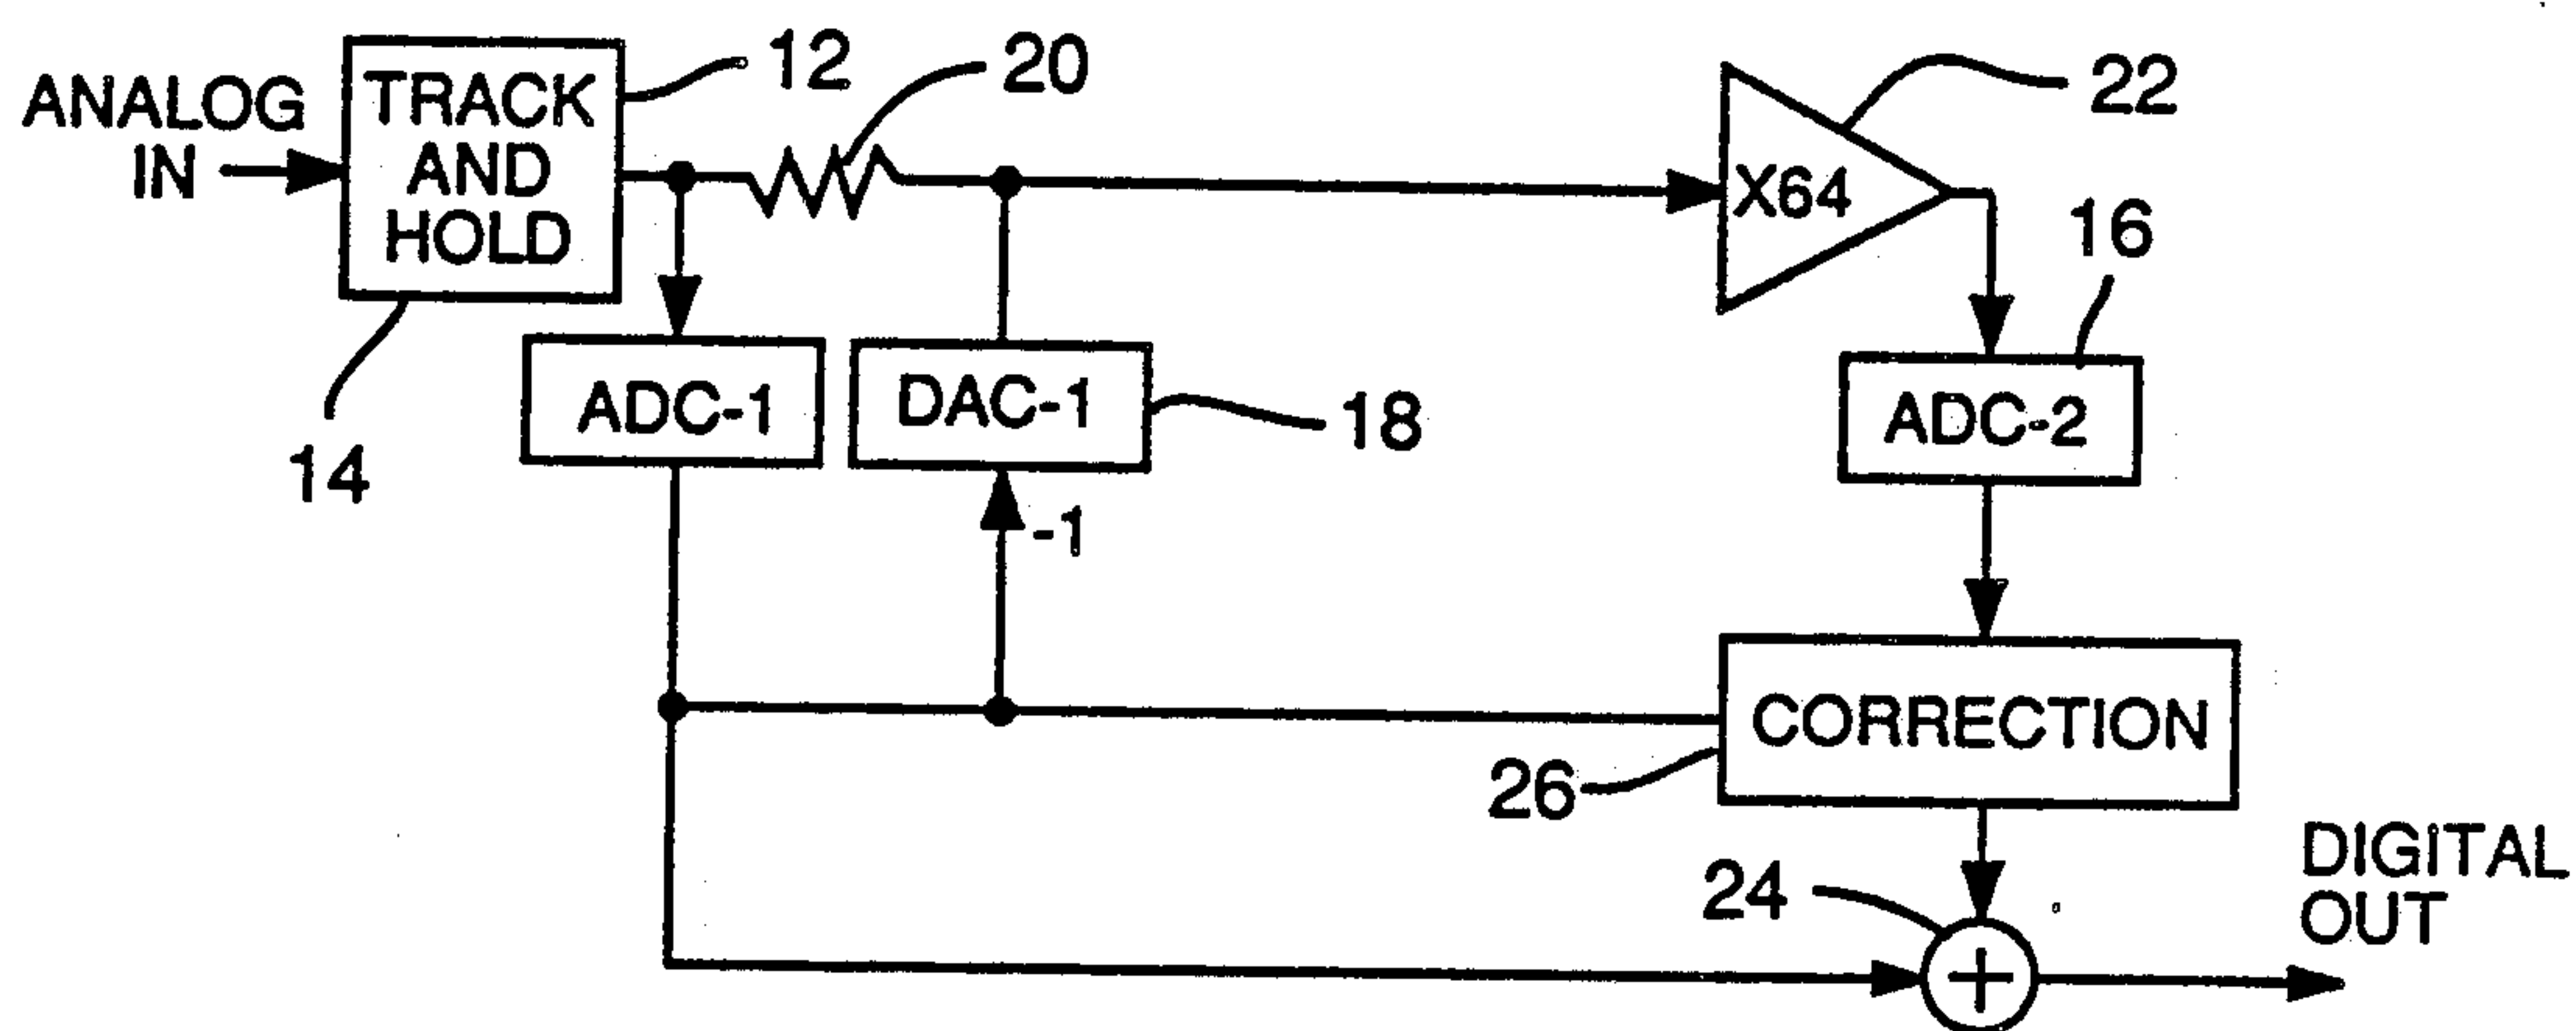 ANALOG
IN
TRACK
AND
HOLD
12
20
22
X64
16
14
ADC-1
DAC-1
18
ADC-2
-1
CORRECTION
26
24
+
DIGITAL
OUT